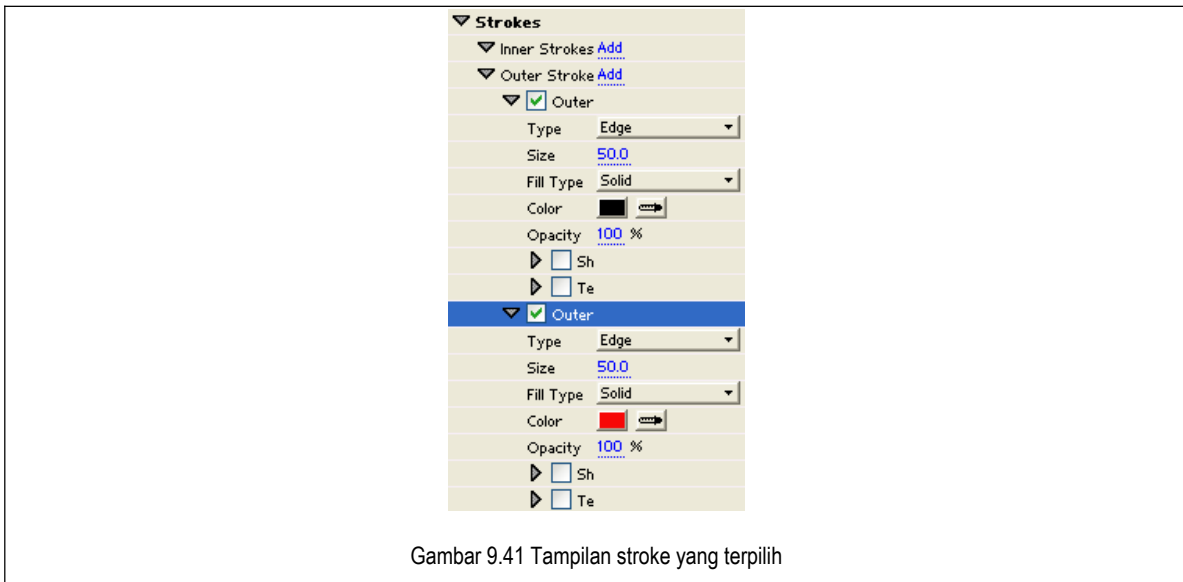 Strokes
Inner Strokes Add
Outer Stroke Add
Outer
Type Edge
Size 50.0
Fill Type Solid
Color
Opacity 100 %
Sh
Te
Outer
Type Edge
Size 50.0
Fill Type Solid
Color
Opacity 100 %
Sh
Te
Gambar 9.41 Tampilan stroke yang terpilih